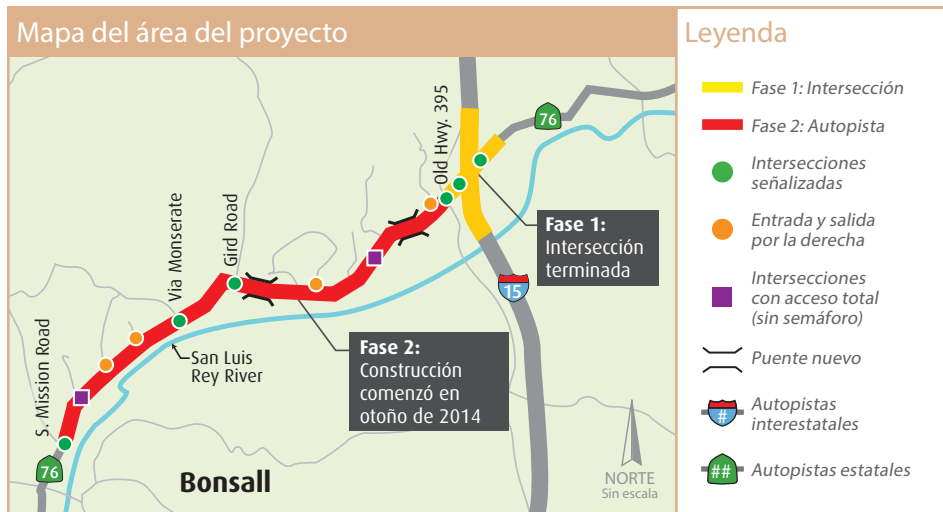 Mapa del área del proyecto
S. Mission Road
Via Monserate
Gird Road
Old Hwy. 395
76
15
Fase 1:
Intersección
terminada
Fase 2:
Construcción
comenzó en
otoño de 2014
San Luis
Rey River
76
Bonsall
NORTE
Sin escala
Leyenda
Fase 1: Intersección
Fase 2: Autopista
Intersecciones
señalizadas
Entrada y salida
por la derecha
Intersecciones
con acceso total
(sin semáforo)
Puente nuevo
#
Autopistas
interestatales
##
Autopistas estatales